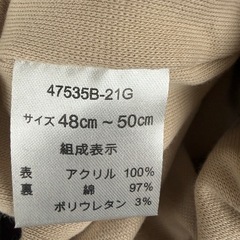 47535B-21G
サイズ 48cm～50cm
組成表示
表 アクリル 100%
裏 綿 97%
ポリウレタン 3%